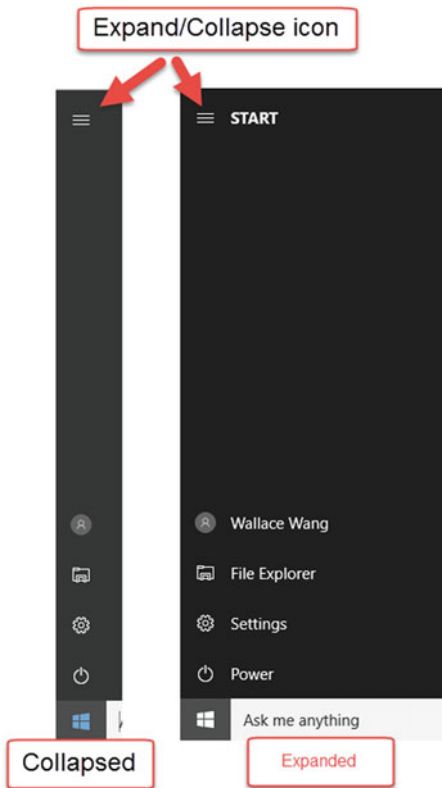 Expand/Collapse icon
START
Wallace Wang
File Explorer
Settings
Power
Ask me anything
Collapsed
Expanded